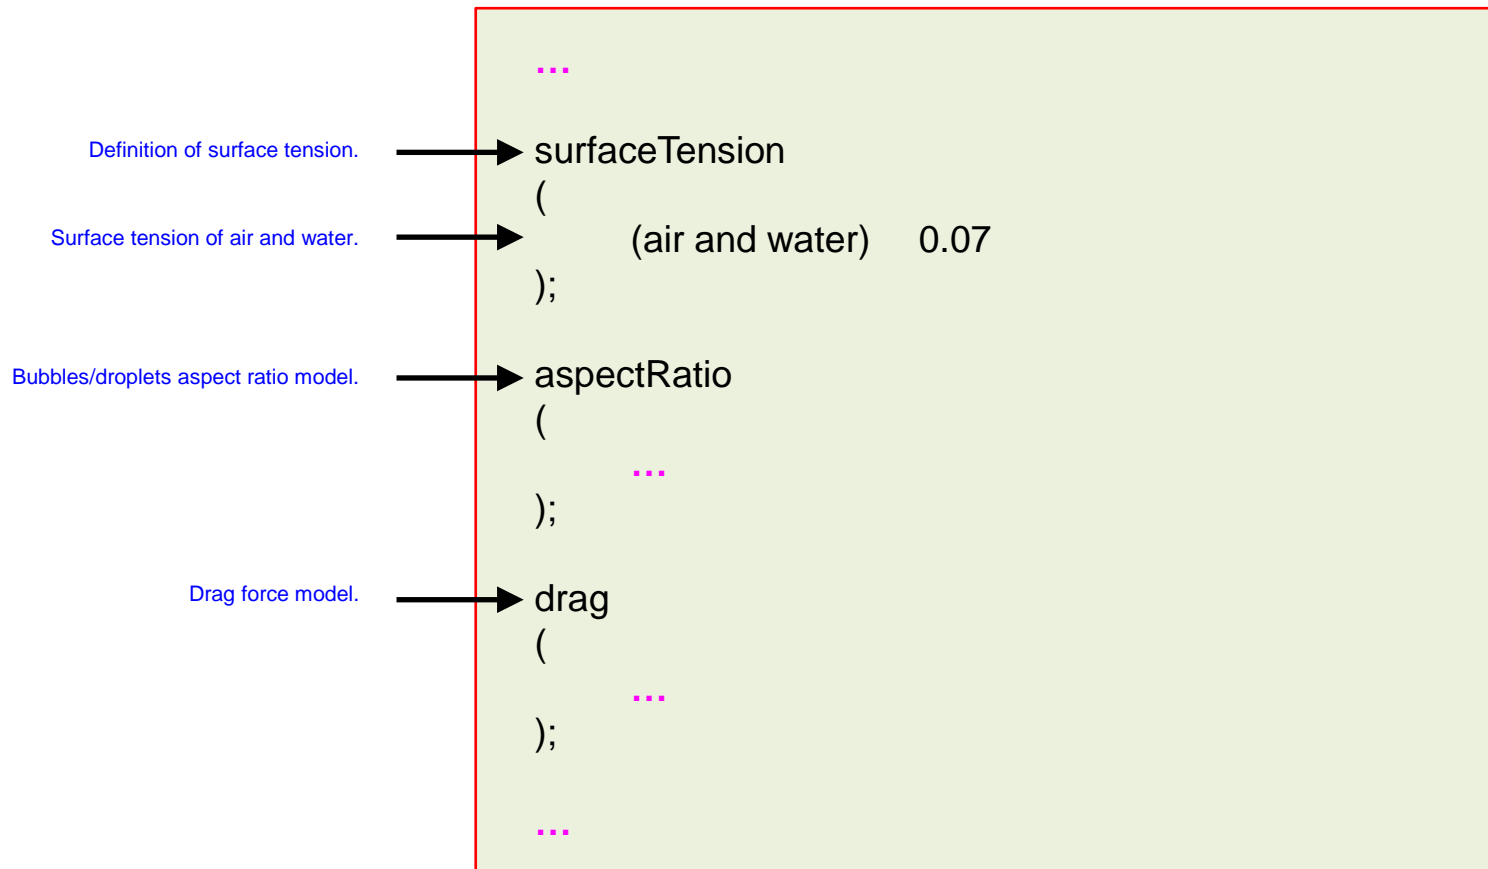 ...
Definition of surface tension.
surfaceTension
(
Surface tension of air and water.
(air and water) 0.07
);
Bubbles/droplets aspect ratio model.
aspectRatio
(
...
);
Drag force model.
drag
(
...
);
...